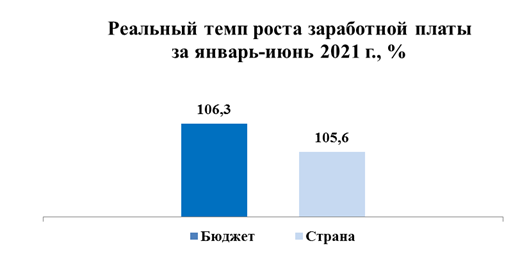 Реальный темп роста заработной платы
за январь-июнь 2021 г., %
106,3
105,6
Бюджет
Страна